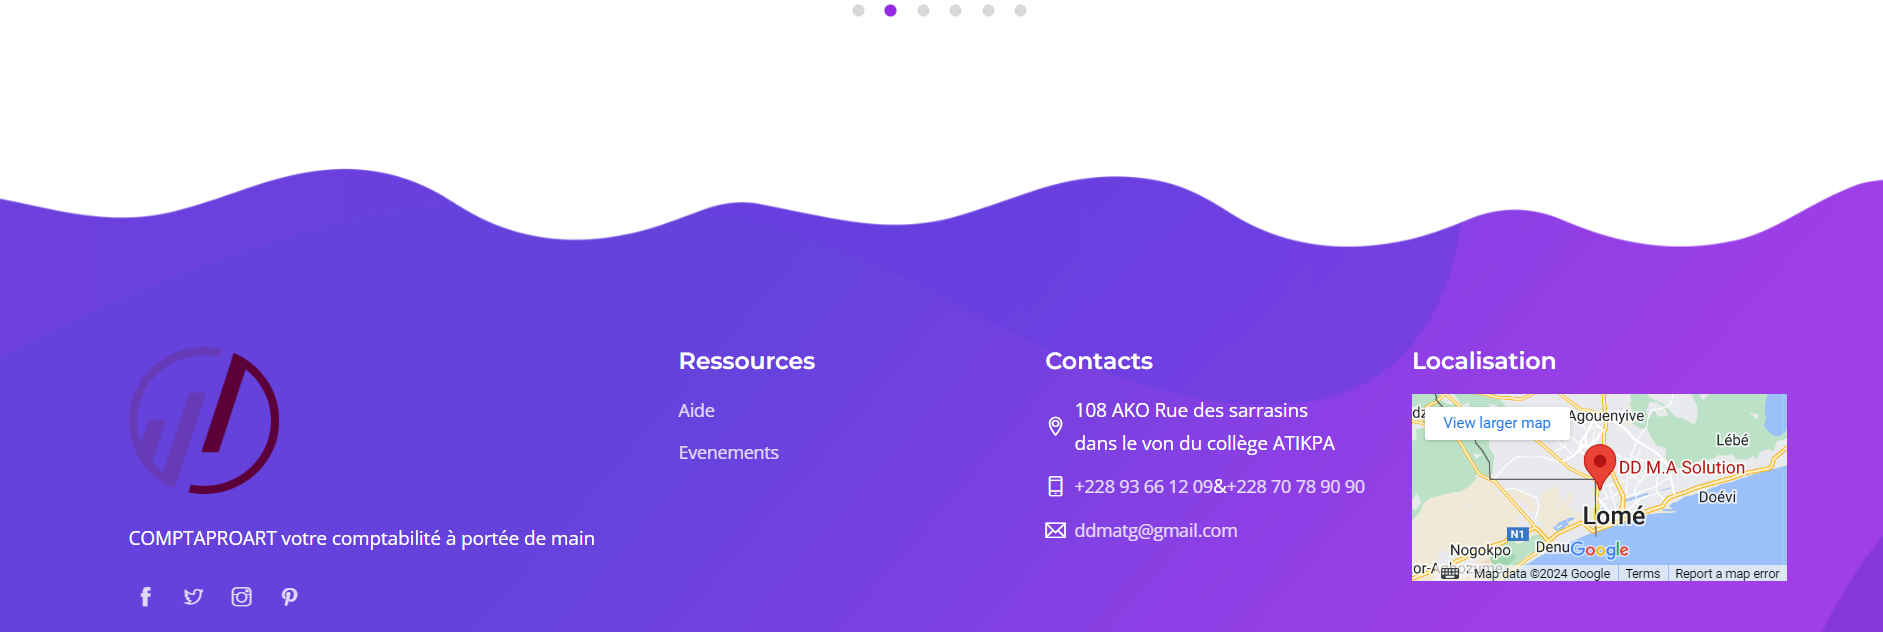 COMPTAPROART votre comptabilité à portée de main
Ressources
Aide
Evenements
Contacts
108 AKO Rue des sarrasins
dans le von du collège ATIKPA
+228 93 66 12 09&+228 70 78 90 90
ddmatg@gmail.com
Localisation
View larger map
Agouenyive
Lébé
DD M.A Solution
Doévi
Lomé
N1
Nogokpo
Denu
Google
Map data ©2024 Google
Terms
Report a map error